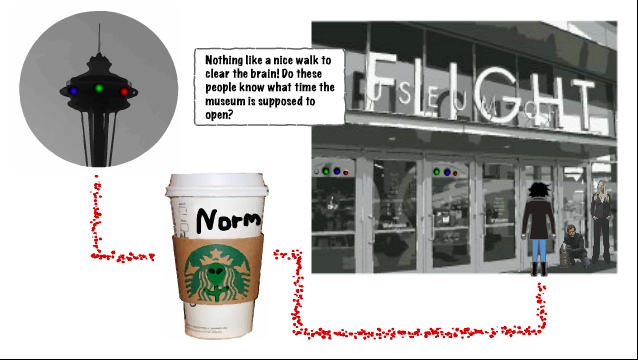 Nothing like a nice walk to
clear the brain! Do these
people know what time the
museum is supposed to
open?
FLIGHT
MUSEUM OF
Norm